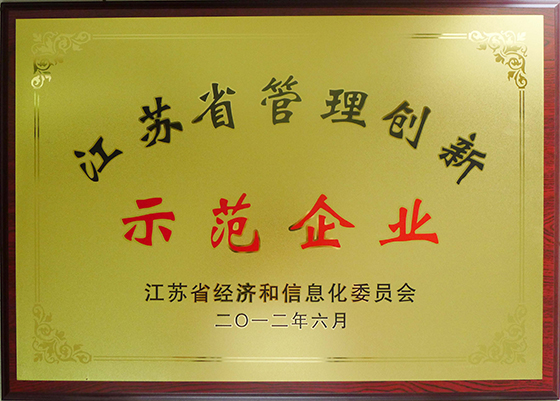 江苏省管理创新
示范企业
江苏省经济和信息化委员会
二〇一二年六月